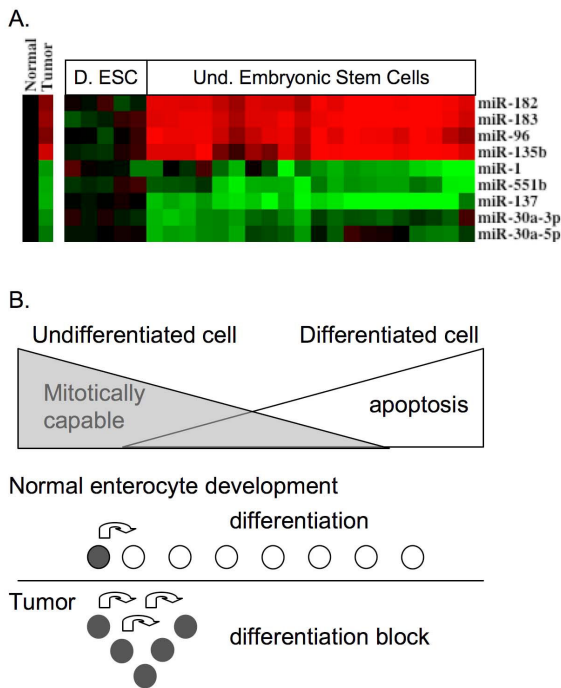 A.
Normal
Tumor
D. ESC
Und. Embryonic Stem Cells
miR-182
miR-183
miR-96
miR-135b
miR-1
miR-551b
miR-137
miR-30a-3p
miR-30a-5p
B.
Undifferentiated cell
Differentiated cell
Mitotically
capable
apoptosis
Normal enterocyte development
differentiation
Tumor
differentiation block